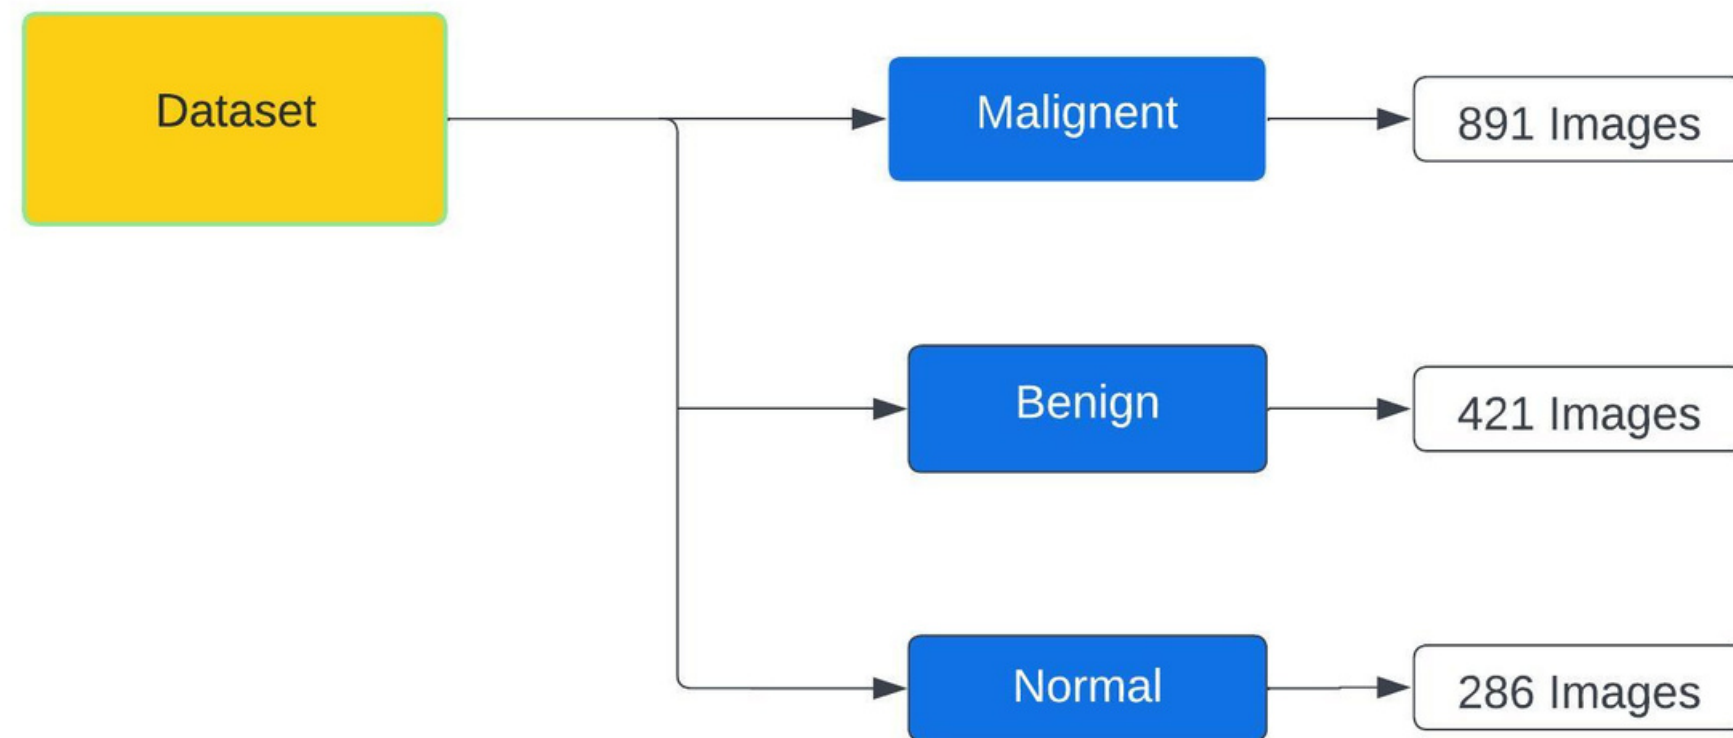 Dataset
Malignent
891 Images
Benign
421 Images
Normal
286 Images